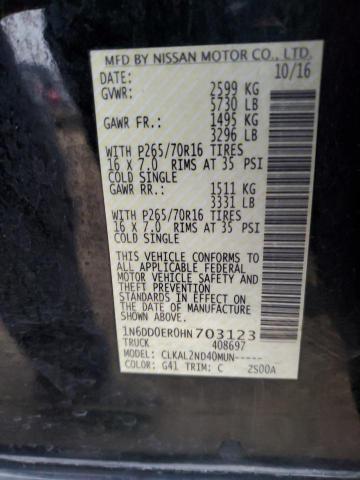 MFD BY NISSAN MOTOR CO., LTD.
DATE: 10/16
GVWR: 2599 KG
5730 LB
GAWR FR.: 1495 KG
3296 LB
WITH P265/70R16 TIRES
16 X 7.0 RIMS AT 35 PSI
COLD SINGLE
GAWR RR.: 1511 KG
3331 LB
WITH P265/70R16 TIRES
16 X 7.0 RIMS AT 35 PSI
COLD SINGLE
THIS VEHICLE CONFORMS TO
ALL APPLICABLE FEDERAL
MOTOR VEHICLE SAFETY AND
THEFT PREVENTION
STANDARDS IN EFFECT ON
THE DATE OF MANUFACTURE
SHOWN ABOVE.
1N6DD0ER0HN703123
TRUCK 408697
MODEL: CLKAL2ND40MUN-----
COLOR: G41 TRIM: C 2S00A